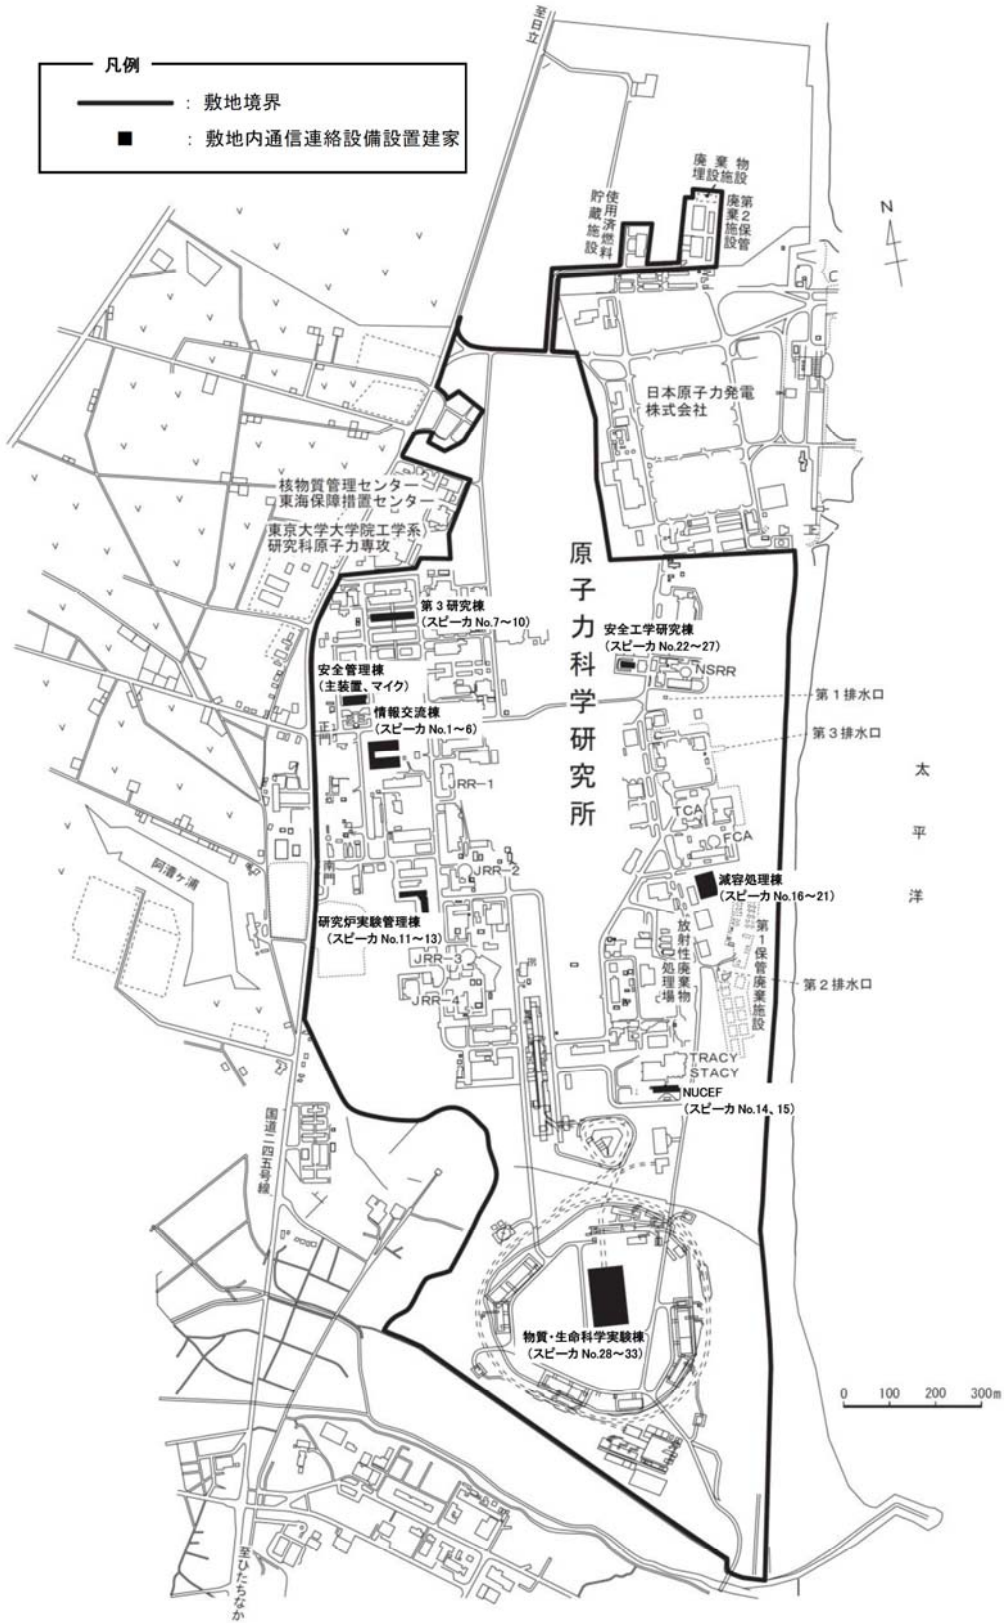 至日立
凡例
： 敷地境界
： 敷地内通信連絡設備設置建家
廃棄物
埋設施設
使用済燃料
貯蔵施設
第2保管
廃棄施設
N
日本原子力発電
株式会社
核物質管理センター
東海保障措置センター
東京大学大学院工学系
研究科原子力専攻
原子力科学研究所
第3研究棟
(スピーカ No.7～10)
安全工学研究棟
(スピーカ No.22～27)
NSRR
安全管理棟
(主装置、マイク)
第1排水口
情報交流棟
(スピーカ No.1～6)
正門
第3排水口
JRR-1
太平洋
TCA
FCA
阿漕ヶ浦
南門
JRR-2
減容処理棟
(スピーカ No.16～21)
研究炉実験管理棟
(スピーカ No.11～13)
放射性廃棄物
処理場
第1保管廃棄施設
JRR-3
JRR-4
第2排水口
TRACY
STACY
NUCEF
(スピーカ No.14、15)
国道二四五号線
物質・生命科学実験棟
(スピーカ No.28～33)
0 100 200 300m
至ひたちなか